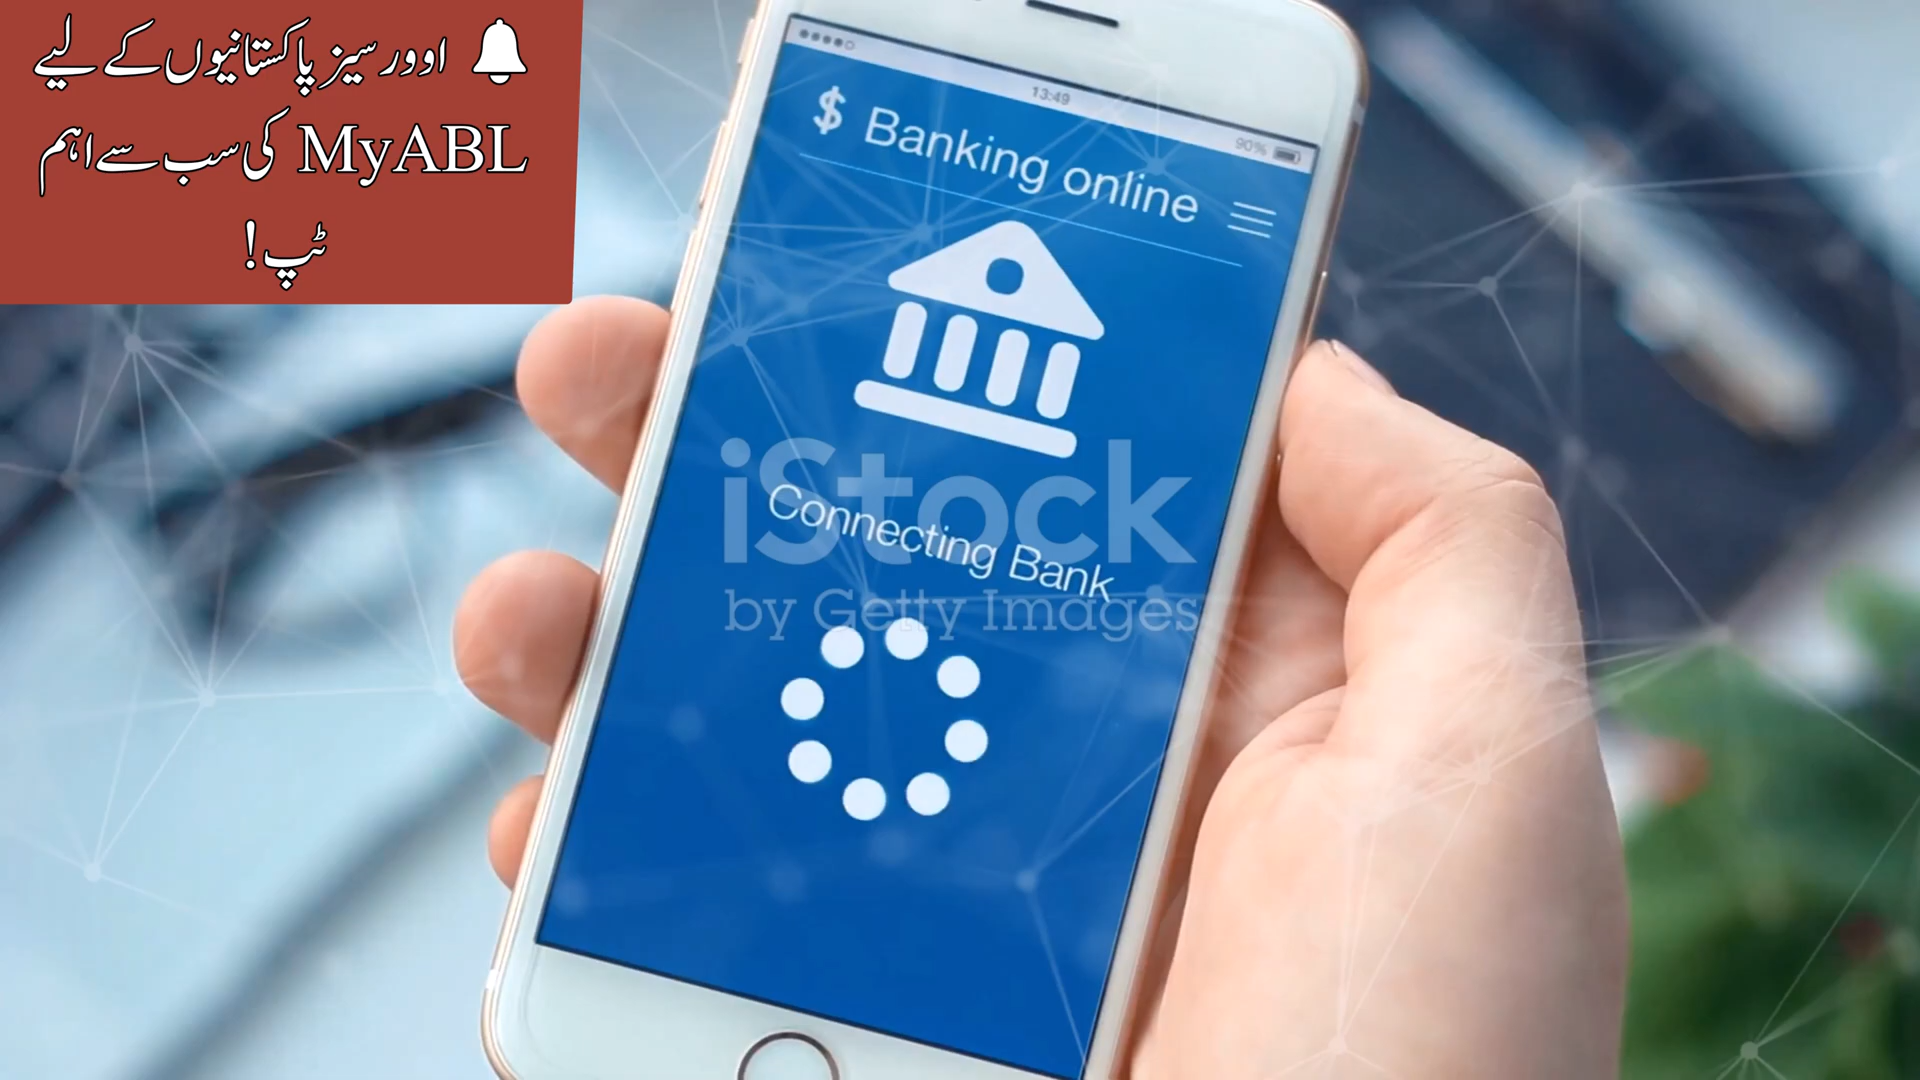 🔔 اوورسیز پاکستانیوں کے لیے
MyABL کی سب سے اہم
ٹپ!
13:49
90%
$ Banking online
iStock
Connecting Bank
by Getty Images